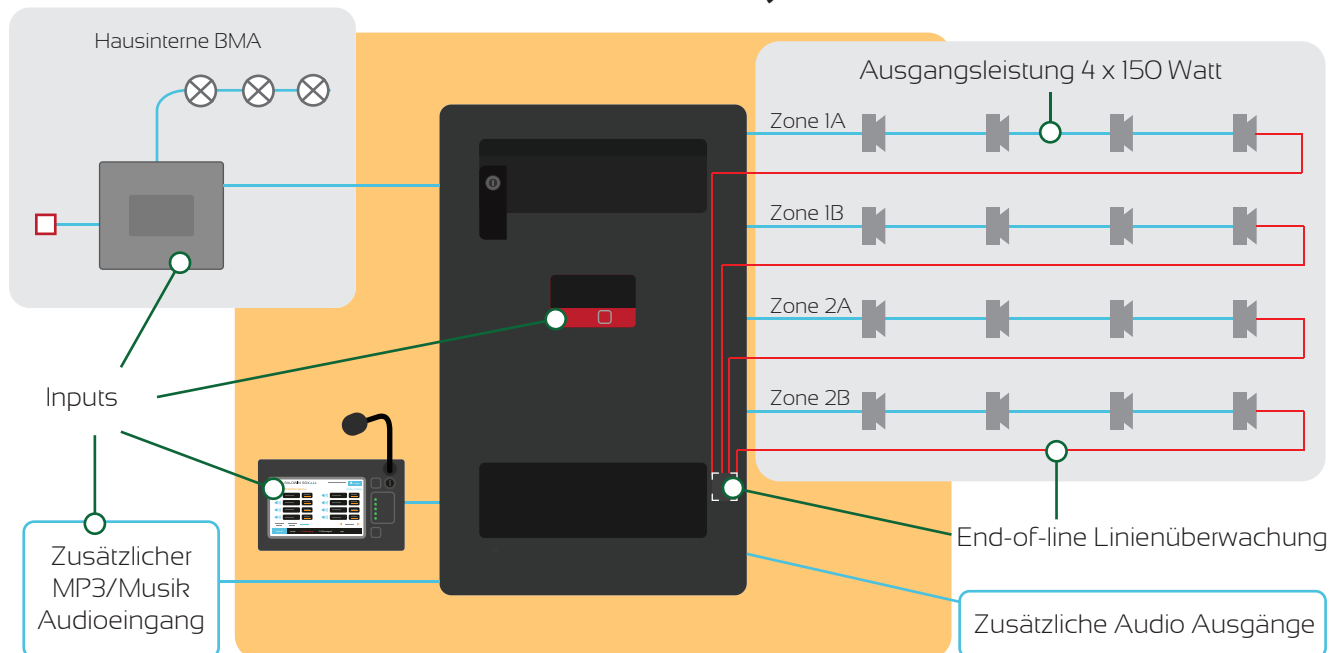 Hausinterne BMA
Ausgangsleistung 4 x 150 Watt
Zone 1A
Zone 1B
Zone 2A
Zone 2B
Inputs
End-of-line Linienüberwachung
Zusätzlicher
MP3/Musik
Audioeingang
Zusätzliche Audio Ausgänge